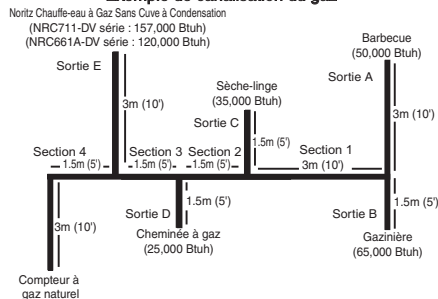 Exemple de canalisation du gaz
Noritz Chauffe-eau à Gaz Sans Cuve à Condensation
(NRC711-DV série : 157,000 Btuh)
(NRC661A-DV série : 120,000 Btuh)
Barbecue
(50,000 Btuh)
Sortie E
Sortie A
Sèche-linge
(35,000 Btuh)
3m (10')
3m (10')
Sortie C
1.5m (5')
Section 4
Section 3
Section 2
Section 1
1.5m (5')
1.5m (5')
1.5m (5')
3m (10')
3m (10')
Sortie D
1.5m (5')
Sortie B
1.5m (5')
Cheminée à gaz
(25,000 Btuh)
Gazinière
(65,000 Btuh)
Compteur à
gaz naturel